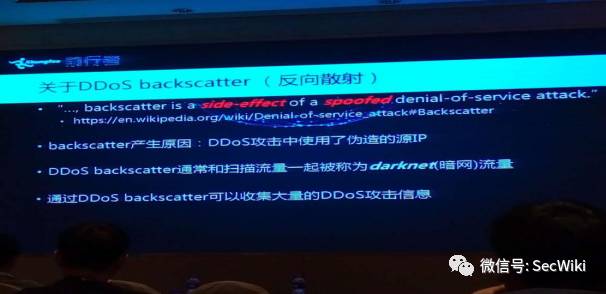 关于DDoS backscatter （反向散射）
• "..., backscatter is a side-effect of a spoofed denial-of-service attack."
• https://en.wikipedia.org/wiki/Denial-of-service_attack#Backscatter
• backscatter产生原因：DDoS攻击中使用了伪造的源IP
• DDoS backscatter通常和扫描流量一起被称为darknet(暗网)流量
• 通过DDoS backscatter可以收集大量的DDoS攻击信息
微信号: SecWiki